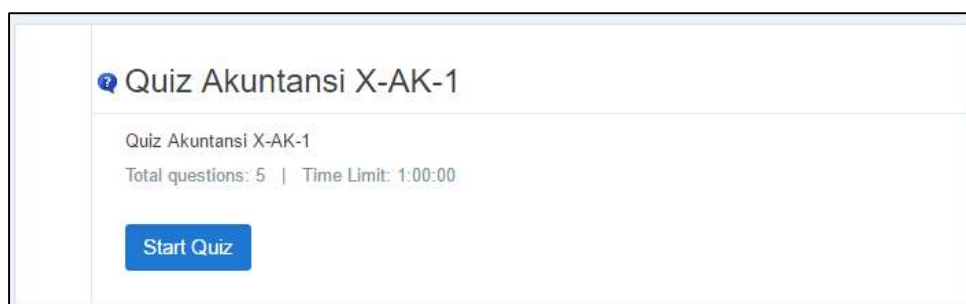 Quiz Akuntansi X-AK-1
Quiz Akuntansi X-AK-1
Total questions: 5 | Time Limit: 1:00:00
Start Quiz